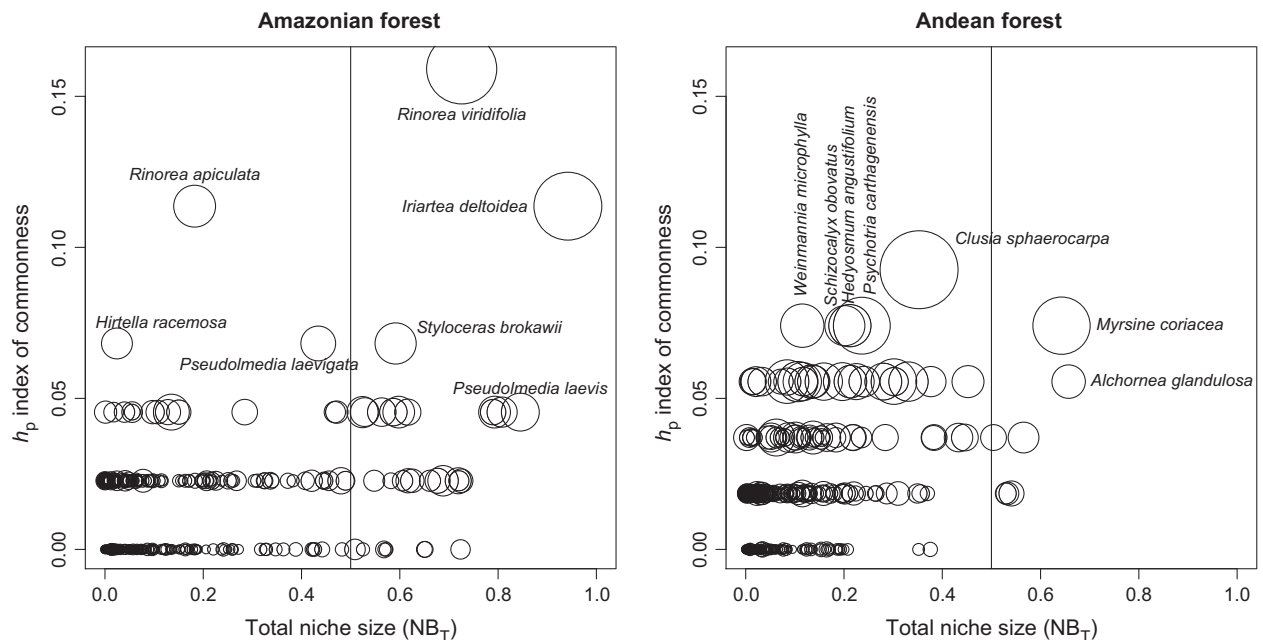 Amazonian forest
hp index of commonness
0.15
0.10
0.05
0.00
Rinorea viridifolia
Rinorea apiculata
Iriartea deltoidea
Hirtella racemosa
Styloceras brokawii
Pseudolmedia laevigata
Pseudolmedia laevis
0.0 0.2 0.4 0.6 0.8 1.0
Total niche size (NBT)
Andean forest
hp index of commonness
0.15
0.10
0.05
0.00
Weinmannia microphylla
Schizocalyx obovatus
Hedyosmum angustifolium
Psychotria carthagenensis
Clusia sphaerocarpa
Myrsine coriacea
Alchornea glandulosa
0.0 0.2 0.4 0.6 0.8 1.0
Total niche size (NBT)